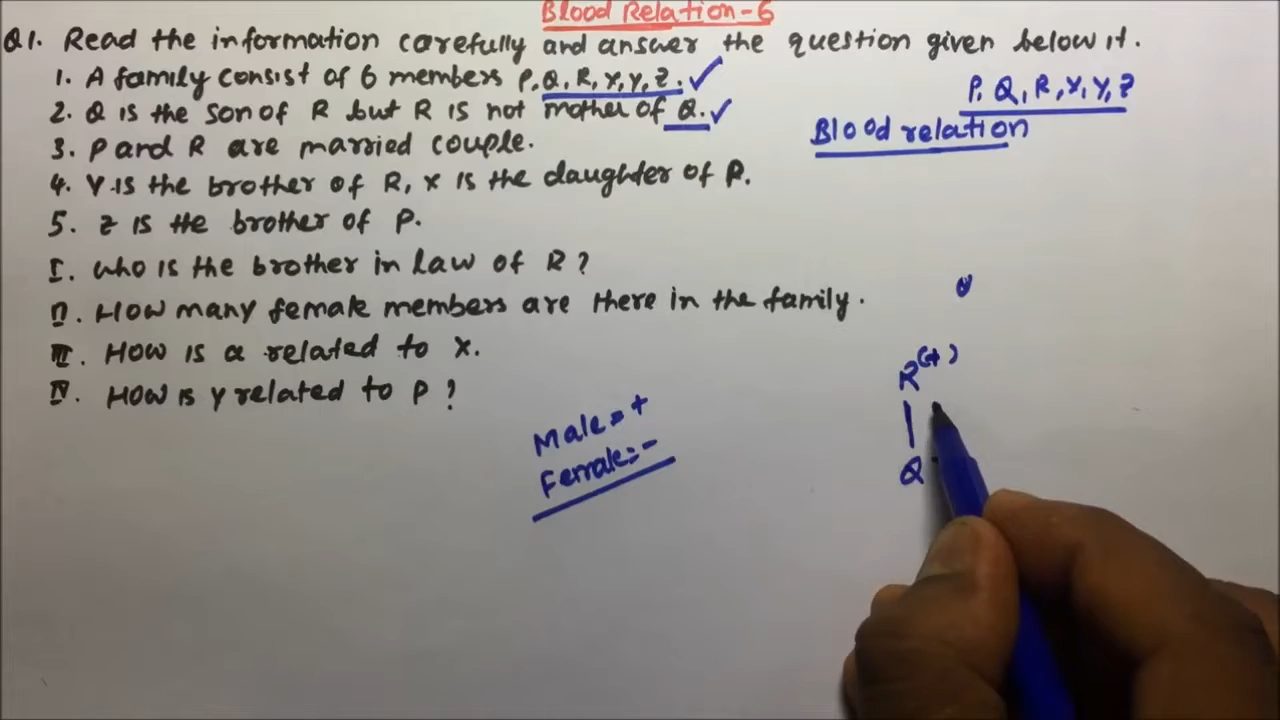 Blood Relation-6
Q1. Read the information carefully and answer the question given below it.
1. A family consist of 6 members P, Q, R, X, Y, Z.
P, Q, R, X, Y, Z
2. Q is the son of R but R is not mother of Q.
Blood relation
3. P and R are married couple.
4. Y is the brother of R, X is the daughter of P.
5. Z is the brother of P.
I. Who is the brother in law of R?
II. How many female members are there in the family.
III. How is Q related to X.
IV. How is Y related to P?
R(+)
Male = +
Female = -
Q